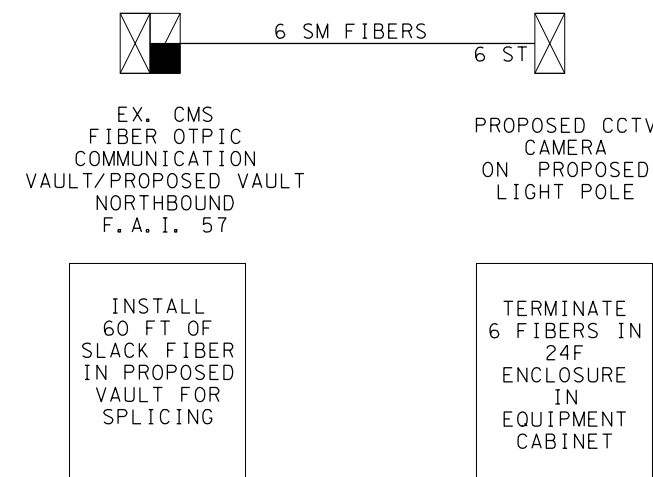 6 SM FIBERS
6 ST
EX. CMS
FIBER OTPIC
COMMUNICATION
VAULT/PROPOSED VAULT
NORTHBOUND
F.A.I. 57
PROPOSED CCTV
CAMERA
ON PROPOSED
LIGHT POLE
INSTALL
60 FT OF
SLACK FIBER
IN PROPOSED
VAULT FOR
SPLICING
TERMINATE
6 FIBERS IN
24F
ENCLOSURE
IN
EQUIPMENT
CABINET